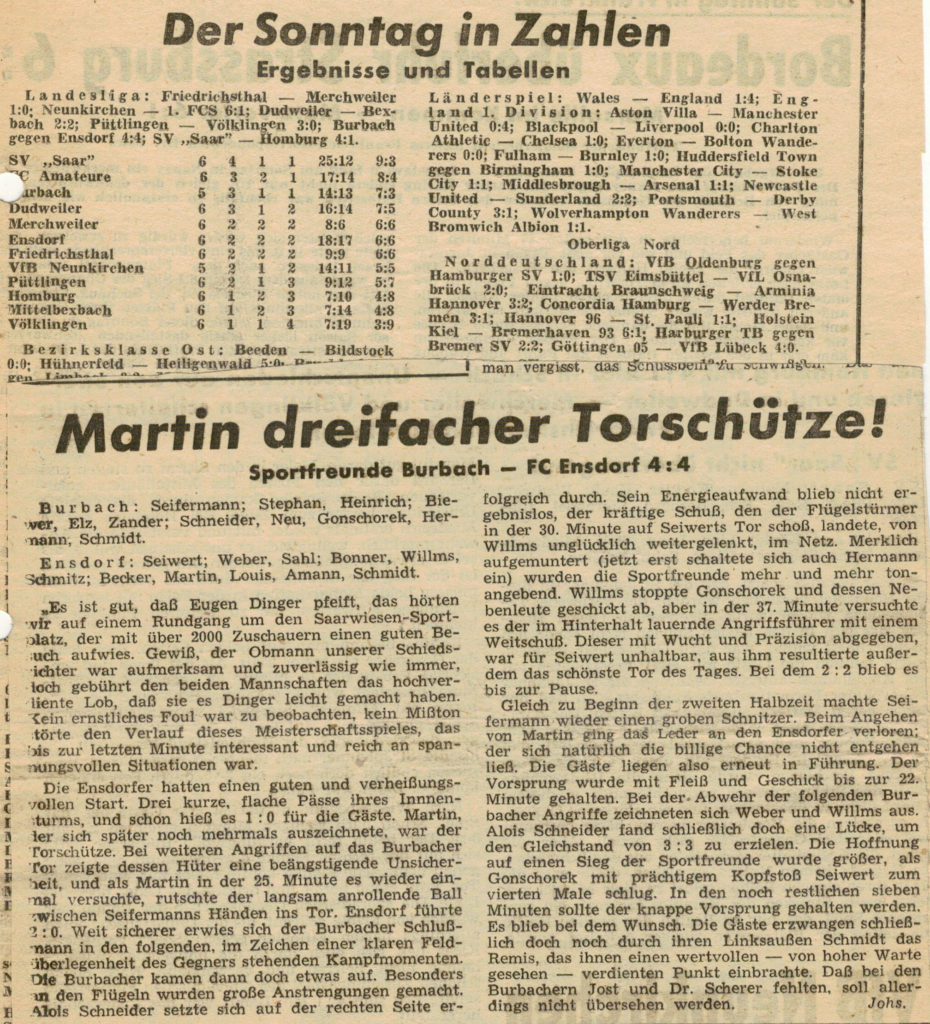 Der Sonntag in Zahlen
Ergebnisse und Tabellen
Landesliga: Friedrichsthal — Merchweiler
1:0; Neunkirchen — 1. FCS 6:1; Dudweiler — Bex-
bach 2:2; Püttlingen — Völklingen 3:0; Burbach
gegen Ensdorf 4:4; SV „Saar" — Homburg 4:1.
SV „Saar" 6 4 1 1 25:12 9:3
FC Amateure 6 3 2 1 17:14 8:4
Burbach 5 3 1 1 14:13 7:3
Dudweiler 6 3 1 2 16:14 7:5
Merchweiler 6 2 2 2 8:6 6:6
Ensdorf 6 2 2 2 18:17 6:6
Friedrichsthal 6 2 2 2 9:9 6:6
VfB Neunkirchen 5 2 1 2 14:11 5:5
Püttlingen 6 2 1 3 9:12 5:7
Homburg 6 1 2 3 7:10 4:8
Mittelbexbach 6 1 2 3 7:14 4:8
Völklingen 6 1 1 4 7:19 3:9
Bezirksklasse Ost: Beeden — Bildstock
0:0; Hühnerfeld — Heiligenwald 5:0;
Länderspiel: Wales — England 1:4; Eng-
land 1. Division: Aston Villa — Manchester
United 0:4; Blackpool — Liverpool 0:0; Charlton
Athletic — Chelsea 1:0; Everton — Bolton Wande-
rers 0:0; Fulham — Burnley 1:0; Huddersfield Town
gegen Birmingham 1:0; Manchester City — Stoke
City 1:1; Middlesbrough — Arsenal 1:1; Newcastle
United — Sunderland 2:2; Portsmouth — Derby
County 3:1; Wolverhampton Wanderers — West
Bromwich Albion 1:1.
Oberliga Nord
Norddeutschland: VfB Oldenburg gegen
Hamburger SV 1:0; TSV Eimsbüttel — VfL Osna-
brück 2:0; Eintracht Braunschweig — Arminia
Hannover 3:2; Concordia Hamburg — Werder Bre-
men 3:1; Hannover 96 — St. Pauli 1:1; Holstein
Kiel — Bremerhaven 93 6:1; Harburger TB gegen
Bremer SV 2:2; Göttingen 05 — VfB Lübeck 4:0.
man vergisst, das Schussbein zu schwingen.
Martin dreifacher Torschütze!
Sportfreunde Burbach — FC Ensdorf 4:4
Burbach: Seifermann; Stephan, Heinrich; Bie-
wer, Elz, Zander; Schneider, Neu, Gonschorek, Her-
mann, Schmidt.
Ensdorf: Seiwert; Weber, Sahl; Bonner, Willms,
Schmitz; Becker, Martin, Louis, Amann, Schmidt.
„Es ist gut, daß Eugen Dinger pfeift, das hörten
wir auf einem Rundgang um den Saarwiesen-Sport-
platz, der mit über 2000 Zuschauern einen guten Be-
such aufwies. Gewiß, der Obmann unserer Schieds-
richter war aufmerksam und zuverlässig wie immer,
doch gebührt den beiden Mannschaften das hochver-
diente Lob, daß sie es Dinger leicht gemacht haben.
Kein ernstliches Foul war zu beobachten, kein Mißton
störte den Verlauf dieses Meisterschaftsspieles, das
bis zur letzten Minute interessant und reich an span-
nungsvollen Situationen war.
Die Ensdorfer hatten einen guten und verheißungs-
vollen Start. Drei kurze, flache Pässe ihres Innnen-
sturms, und schon hieß es 1:0 für die Gäste. Martin,
der sich später noch mehrmals auszeichnete, war der
Torschütze. Bei weiteren Angriffen auf das Burbacher
Tor zeigte dessen Hüter eine beängstigende Unsicher-
heit, und als Martin in der 25. Minute es wieder ein-
mal versuchte, rutschte der langsam anrollende Ball
zwischen Seifermanns Händen ins Tor. Ensdorf führte
2:0. Weit sicherer erwies sich der Burbacher Schluß-
mann in den folgenden, im Zeichen einer klaren Feld-
überlegenheit des Gegners stehenden Kampfmomenten.
Die Burbacher kamen dann doch etwas auf. Besonders
an den Flügeln wurden große Anstrengungen gemacht.
Alois Schneider setzte sich auf der rechten Seite er-
folgreich durch. Sein Energieaufwand blieb nicht er-
gebnislos, der kräftige Schuß, den der Flügelstürmer
in der 30. Minute auf Seiwerts Tor schoß, landete, von
Willms unglücklich weitergelenkt, im Netz. Merklich
aufgemuntert (jetzt erst schaltete sich auch Hermann
ein) wurden die Sportfreunde mehr und mehr ton-
angebend. Willms stoppte Gonschorek und dessen Ne-
benleute geschickt ab, aber in der 37. Minute versuchte
es der im Hinterhalt lauernde Angriffsführer mit einem
Weitschuß. Dieser mit Wucht und Präzision abgegeben,
war für Seiwert unhaltbar, aus ihm resultierte außer-
dem das schönste Tor des Tages. Bei dem 2:2 blieb es
bis zur Pause.
Gleich zu Beginn der zweiten Halbzeit machte Sei-
fermann wieder einen groben Schnitzer. Beim Angehen
von Martin ging das Leder an den Ensdorfer verloren;
der sich natürlich die billige Chance nicht entgehen
ließ. Die Gäste liegen also erneut in Führung. Der
Vorsprung wurde mit Fleiß und Geschick bis zur 22.
Minute gehalten. Bei der Abwehr der folgenden Bur-
bacher Angriffe zeichneten sich Weber und Willms aus.
Alois Schneider fand schließlich doch eine Lücke, um
den Gleichstand von 3:3 zu erzielen. Die Hoffnung
auf einen Sieg der Sportfreunde wurde größer, als
Gonschorek mit prächtigem Kopfstoß Seiwert zum
vierten Male schlug. In den noch restlichen sieben
Minuten sollte der knappe Vorsprung gehalten werden.
Es blieb bei dem Wunsch. Die Gäste erzwangen schließ-
lich doch noch durch ihren Linksaußen Schmidt das
Remis, das ihnen einen wertvollen — von hoher Warte
gesehen — verdienten Punkt einbrachte. Daß bei den
Burbachern Jost und Dr. Scherer fehlten, soll aller-
dings nicht übersehen werden. Johs.